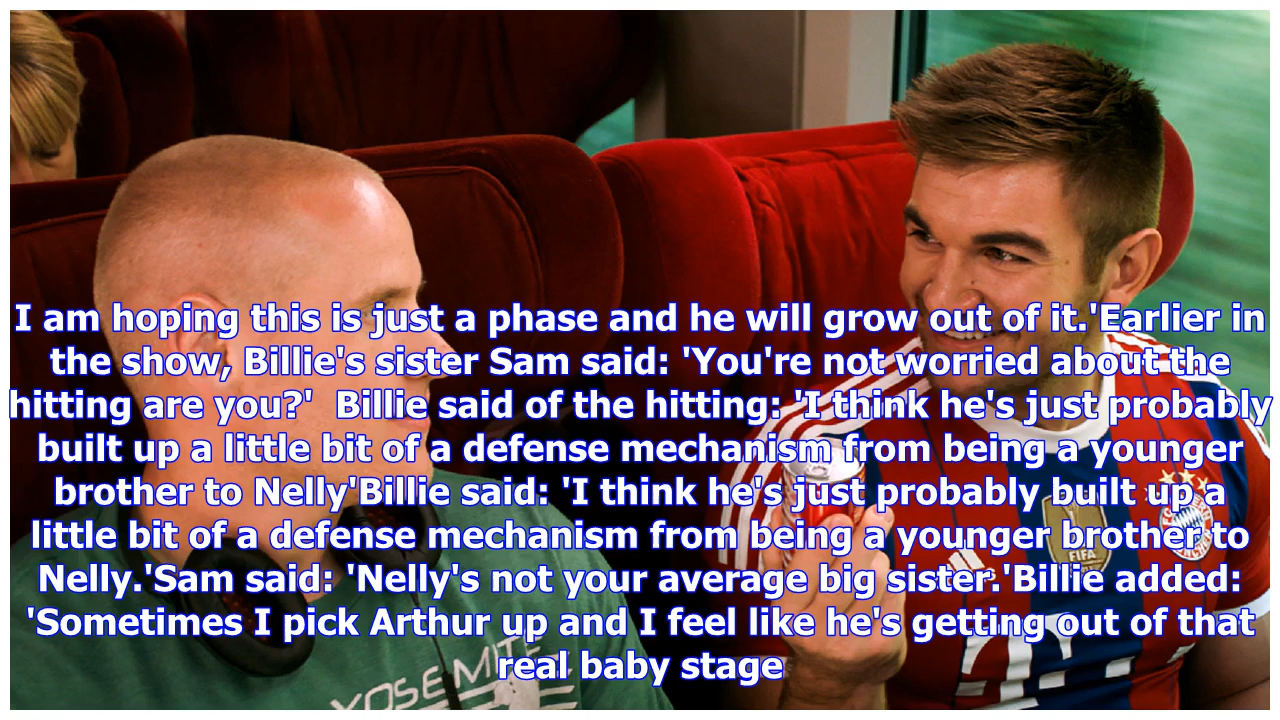 I am hoping this is just a phase and he will grow out of it.'Earlier in
the show, Billie's sister Sam said: 'You're not worried about the
hitting are you?'  Billie said of the hitting: 'I think he's just probably
built up a little bit of a defense mechanism from being a younger
brother to Nelly'Billie said: 'I think he's just probably built up a
little bit of a defense mechanism from being a younger brother to
Nelly.'Sam said: 'Nelly's not your average big sister.'Billie added:
'Sometimes I pick Arthur up and I feel like he's getting out of that
real baby stage
YOSEMITE
FIFA